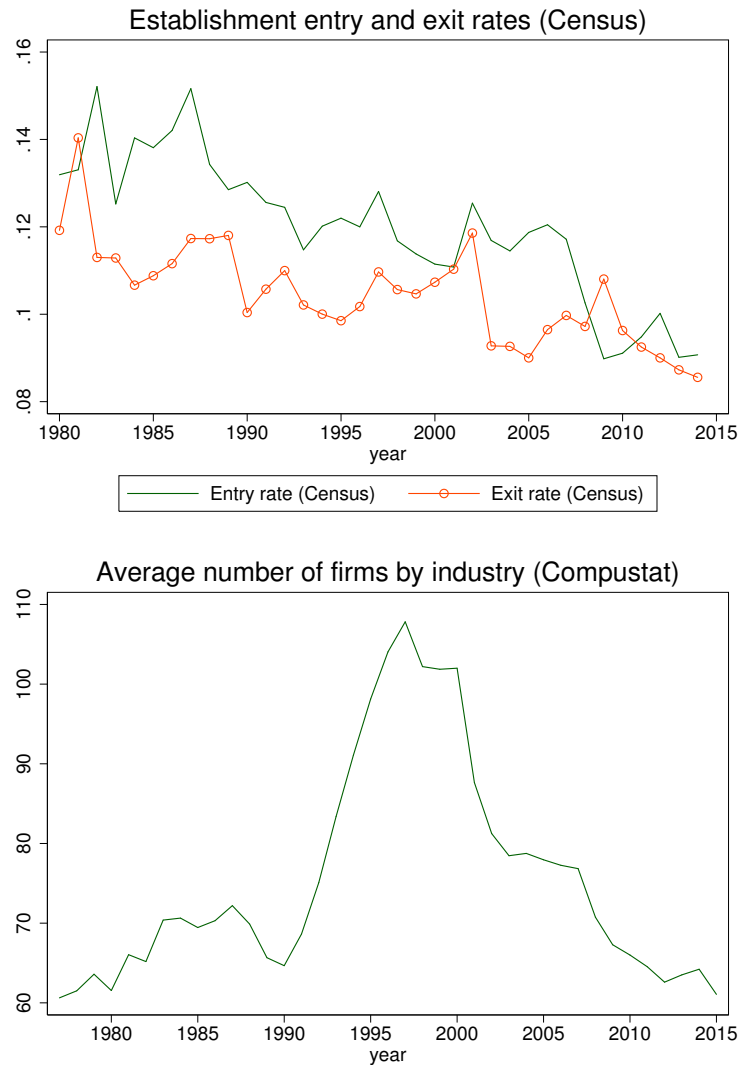 Establishment entry and exit rates (Census)
.16
.14
.12
.1
.08
1980 1985 1990 1995 2000 2005 2010 2015
year
Entry rate (Census) Exit rate (Census)
Average number of firms by industry (Compustat)
110
100
90
80
70
60
1980 1985 1990 1995 2000 2005 2010 2015
year